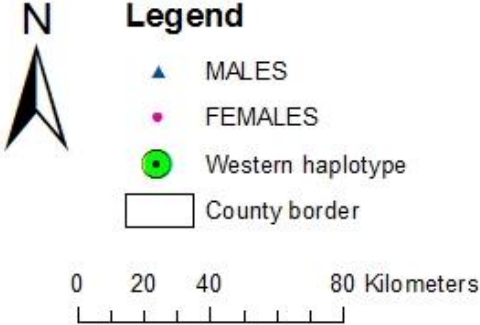 N
Legend
MALES
FEMALES
Western haplotype
County border
0 20 40 80 Kilometers